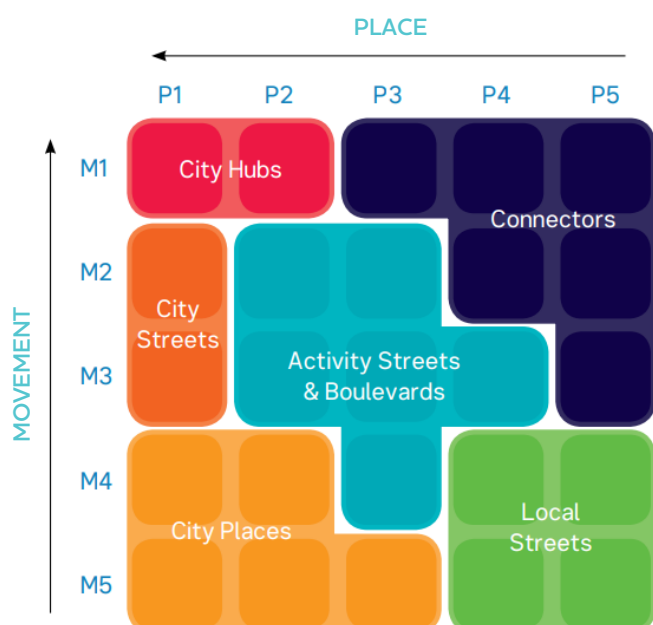 PLACE
P1 P2 P3 P4 P5
M1
City Hubs
Connectors
M2
City
Streets
MOVEMENT
M3
Activity Streets
& Boulevards
M4
City Places
Local
Streets
M5